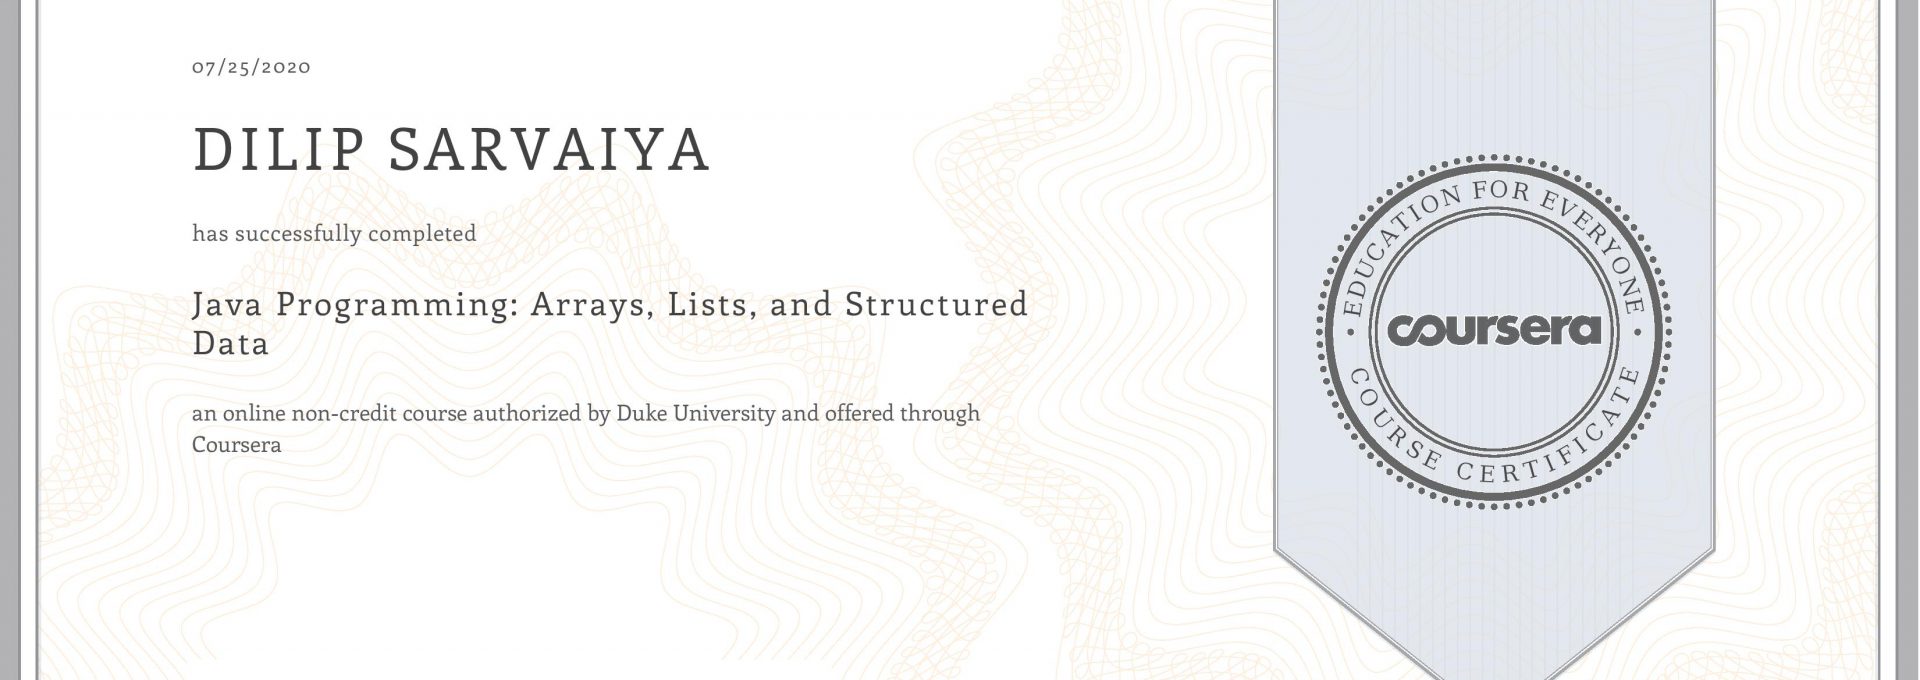 07/25/2020
DILIP SARVAIYA
has successfully completed
Java Programming: Arrays, Lists, and Structured
Data
an online non-credit course authorized by Duke University and offered through
Coursera
EDUCATION FOR EVERYONE
coursera
COURSE CERTIFICATE